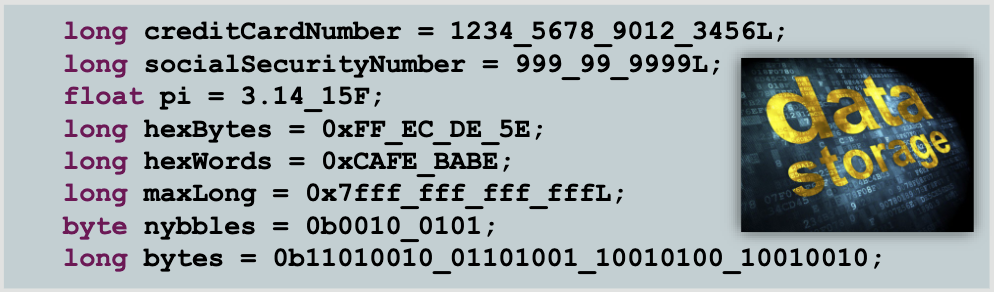 long creditCardNumber = 1234_5678_9012_3456L;
long socialSecurityNumber = 999_99_9999L;
float pi = 3.14_15F;
long hexBytes = 0xFF_EC_DE_5E;
long hexWords = 0xCAFE_BABE;
long maxLong = 0x7fff_fff_fff_fffL;
byte nybbles = 0b0010_0101;
long bytes = 0b11010010_01101001_10010100_10010010;
data
storage